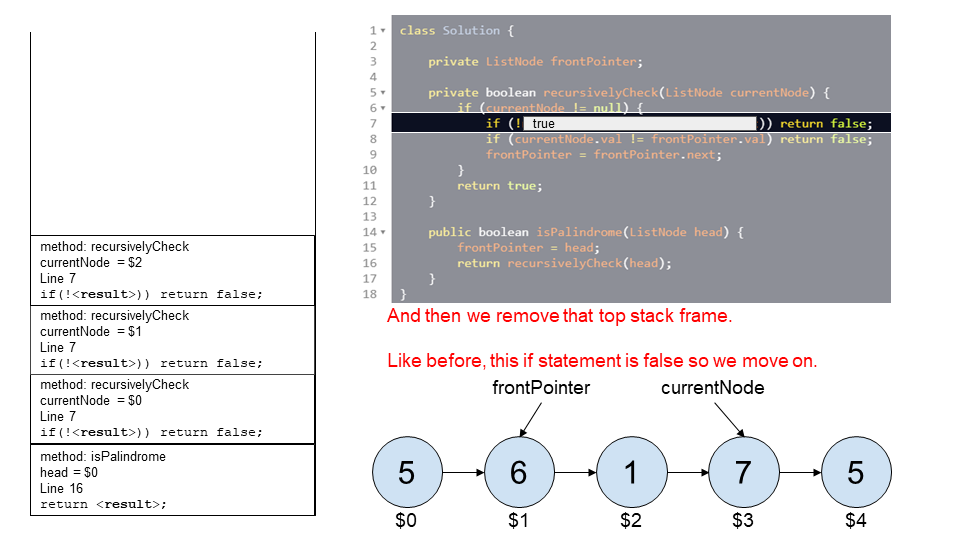 method: recursivelyCheck
currentNode = $2
Line 7
if(!<result>)) return false;
method: recursivelyCheck
currentNode = $1
Line 7
if(!<result>)) return false;
method: recursivelyCheck
currentNode = $0
Line 7
if(!<result>)) return false;
method: isPalindrome
head = $0
Line 16
return <result>;
1 class Solution {
2
3 private ListNode frontPointer;
4
5 private boolean recursivelyCheck(ListNode currentNode) {
6 if (currentNode != null) {
7 if (! true )) return false;
8 if (currentNode.val != frontPointer.val) return false;
9 frontPointer = frontPointer.next;
10 }
11 return true;
12 }
13
14 public boolean isPalindrome(ListNode head) {
15 frontPointer = head;
16 return recursivelyCheck(head);
17 }
18 }
And then we remove that top stack frame.
Like before, this if statement is false so we move on.
frontPointer currentNode
5 6 1 7 5
$0 $1 $2 $3 $4